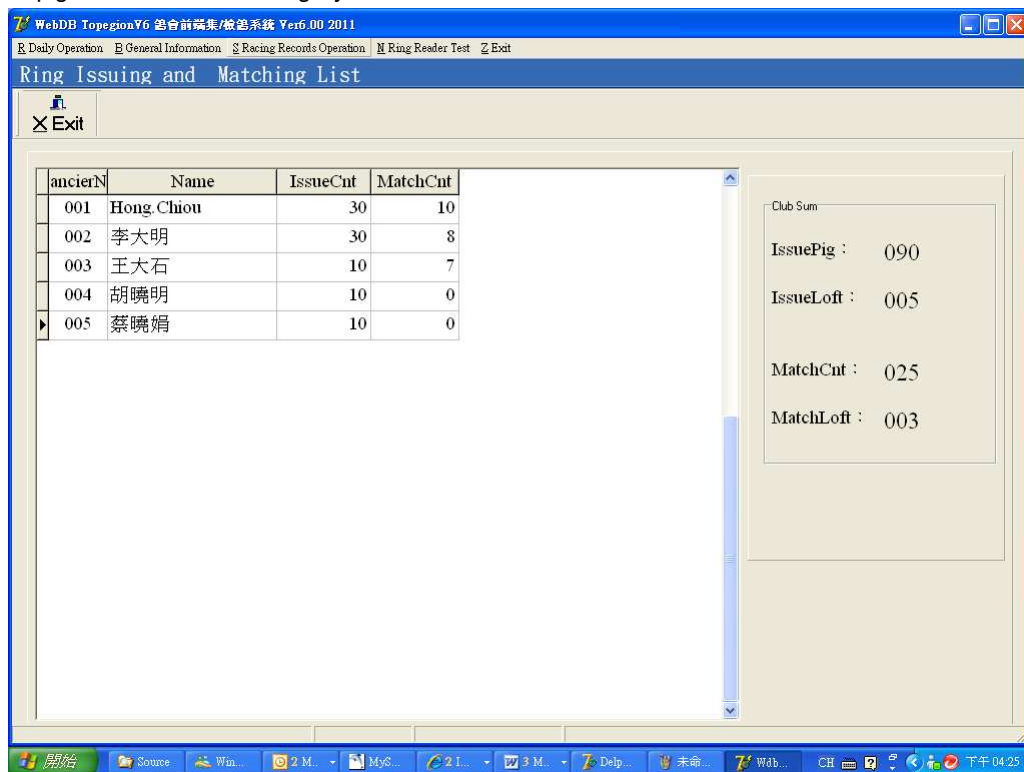 WebDB TopegionV6 鴿會前端集/檢鴿系統 Ver6.00 2011
R Daily Operation B General Information S Racing Records Operation N Ring Reader Test Z Exit
Ring Issuing and Matching List
X Exit
ancierN Name IssueCnt MatchCnt
001 Hong.Chiou 30 10
002 李大明 30 8
003 王大石 10 7
004 胡曉明 10 0
005 蔡曉娟 10 0
Club Sum
IssuePig： 090
IssueLoft： 005
MatchCnt： 025
MatchLoft： 003
開始 Source Win... 2 M.. MyS... 2 I... 3 M.. Delp... 未命... Wdb... CH 下午 04:25